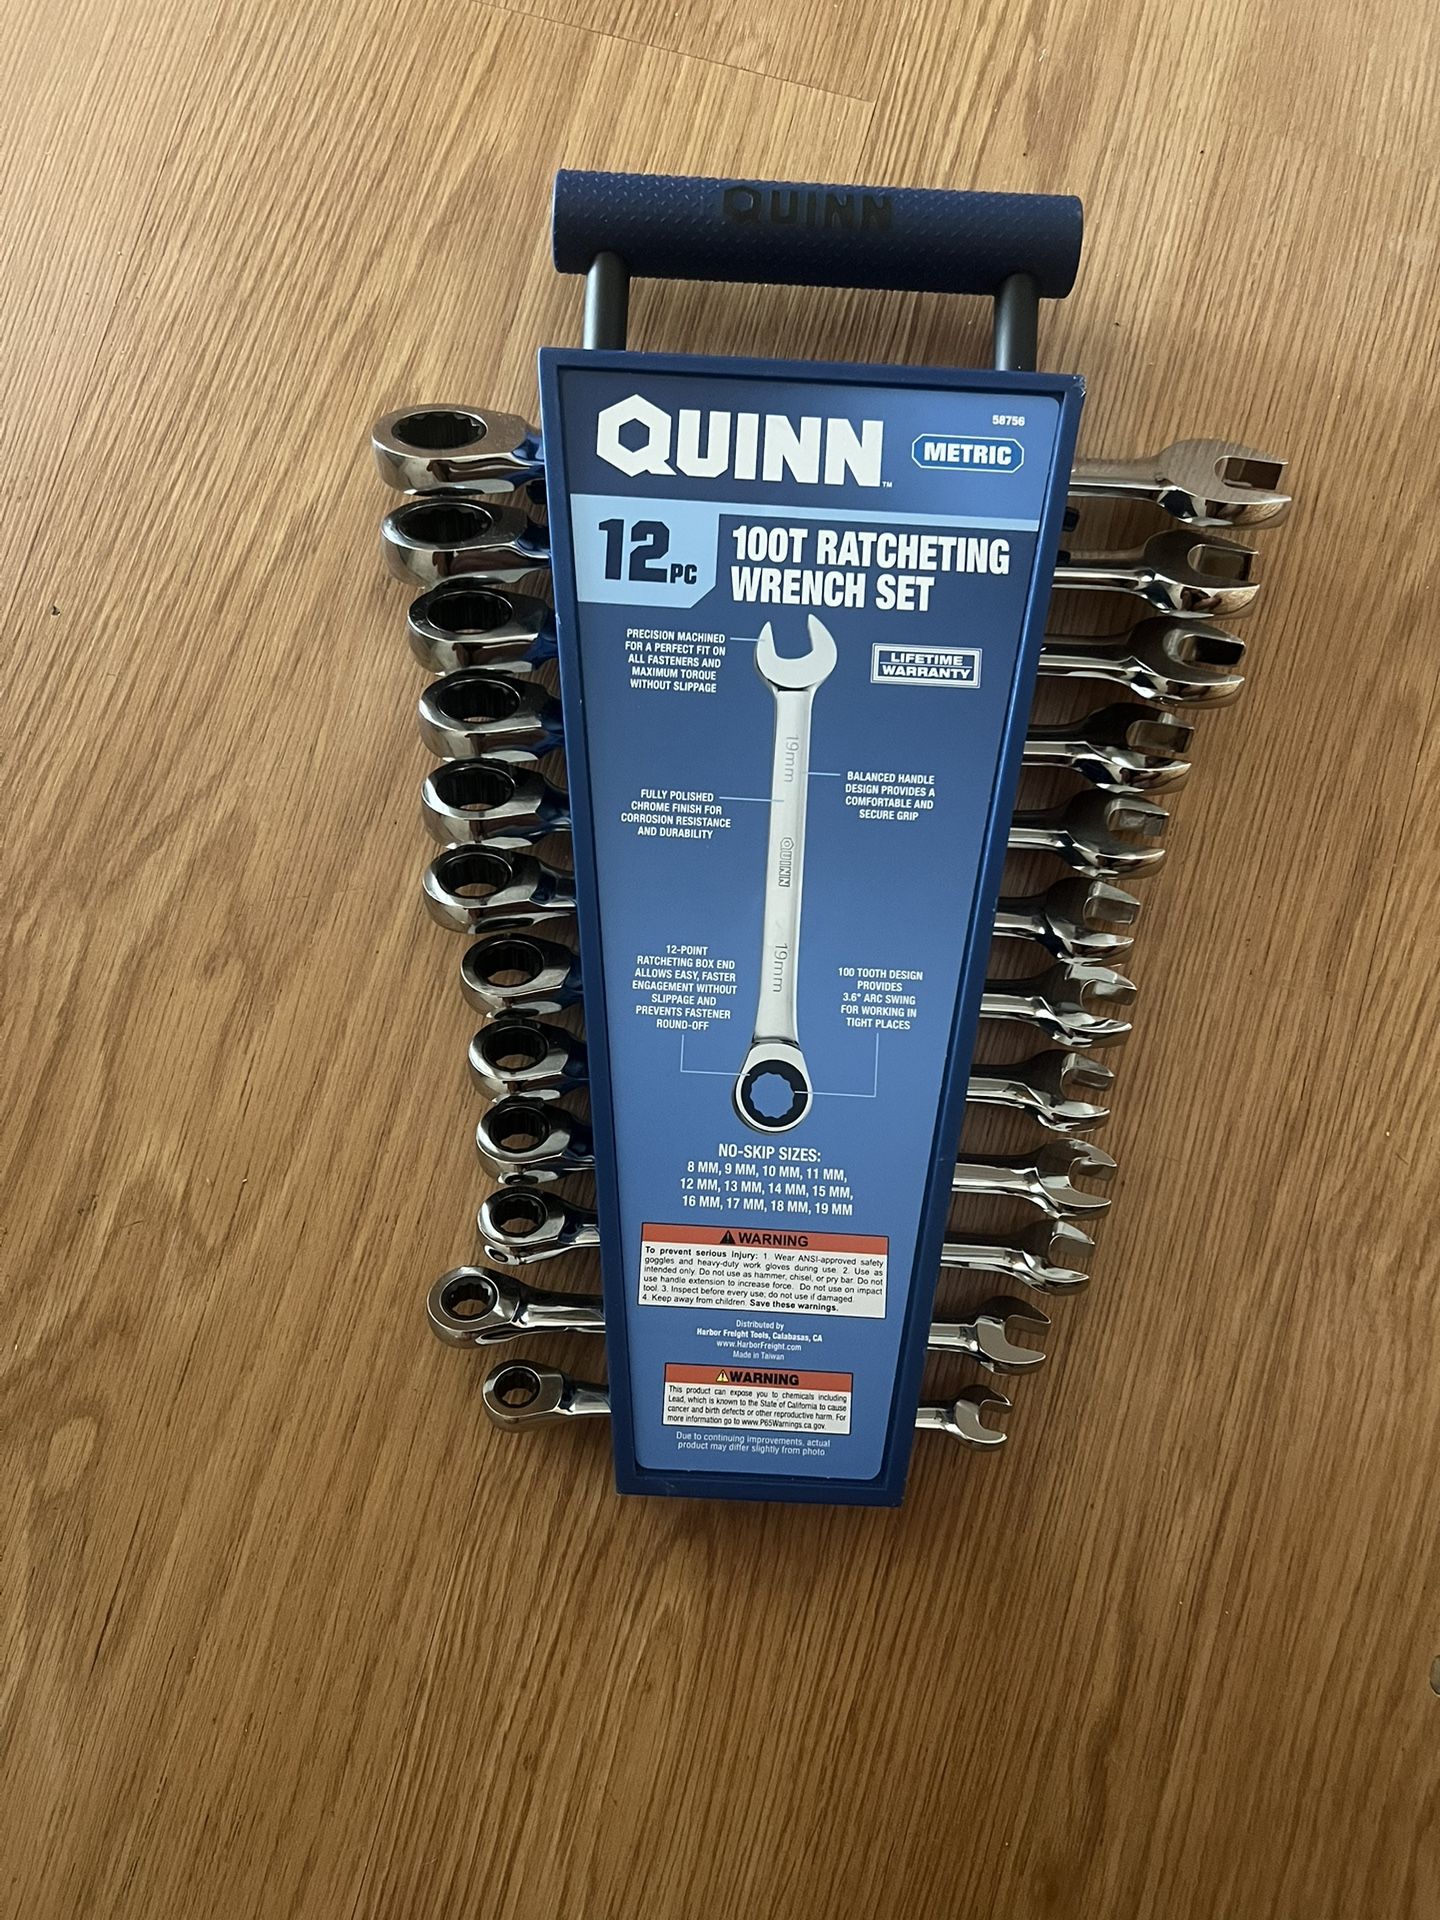 QUINN
58756
QUINN™
METRIC
12PC
100T RATCHETING
WRENCH SET
PRECISION MACHINED
FOR A PERFECT FIT ON
ALL FASTENERS AND
MAXIMUM TORQUE
WITHOUT SLIPPAGE
LIFETIME
WARRANTY
19mm
BALANCED HANDLE
DESIGN PROVIDES A
COMFORTABLE AND
SECURE GRIP
FULLY POLISHED
CHROME FINISH FOR
CORROSION RESISTANCE
AND DURABILITY
QUINN
19mm
12-POINT
RATCHETING BOX END
ALLOWS EASY, FASTER
ENGAGEMENT WITHOUT
SLIPPAGE AND
PREVENTS FASTENER
ROUND-OFF
100 TOOTH DESIGN
PROVIDES
3.6° ARC SWING
FOR WORKING IN
TIGHT PLACES
NO-SKIP SIZES:
8 MM, 9 MM, 10 MM, 11 MM,
12 MM, 13 MM, 14 MM, 15 MM,
16 MM, 17 MM, 18 MM, 19 MM
WARNING
To prevent serious injury: 1. Wear ANSI-approved safety
goggles and heavy-duty work gloves during use. 2. Use as
intended only. Do not use as hammer, chisel, or pry bar. Do not
use handle extension to increase force. Do not use on impact
tool. 3. Inspect before every use; do not use if damaged.
4. Keep away from children. Save these warnings.
Distributed by
Harbor Freight Tools, Calabasas, CA
www.HarborFreight.com
Made in Taiwan
WARNING
This product can expose you to chemicals including
Lead, which is known to the State of California to cause
cancer and birth defects or other reproductive harm. For
more information go to www.P65Warnings.ca.gov.
Due to continuing improvements, actual
product may differ slightly from photo.